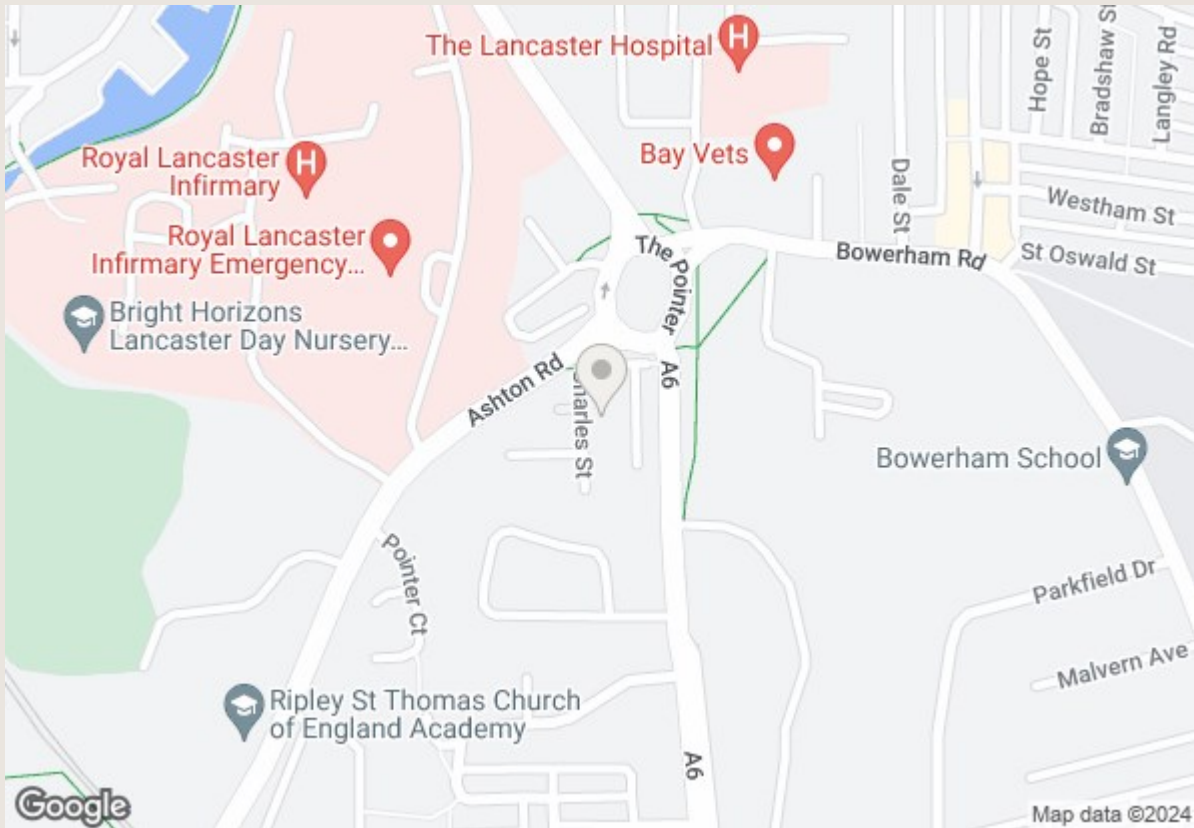 The Lancaster Hospital
H
Hope St
Bradshaw St
Langley Rd
Royal Lancaster
Infirmary
H
Bay Vets
Dale St
Westham St
Royal Lancaster
Infirmary Emergency...
The Pointer
Bowerham Rd
St Oswald St
Bright Horizons
Lancaster Day Nursery...
Ashton Rd
A6
Charles St
Bowerham School
Pointer Ct
Parkfield Dr
Malvern Ave
Ripley St Thomas Church
of England Academy
A6
Google
Map data ©2024